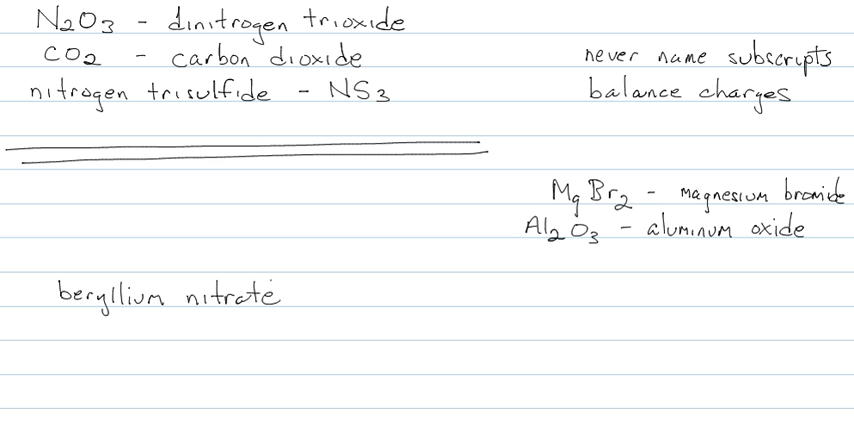 N2O3 - dinitrogen trioxide
CO2 - carbon dioxide
never name subscripts
nitrogen trisulfide - NS3
balance charges
MgBr2 - magnesium bromide
Al2O3 - aluminum oxide
beryllium nitrate